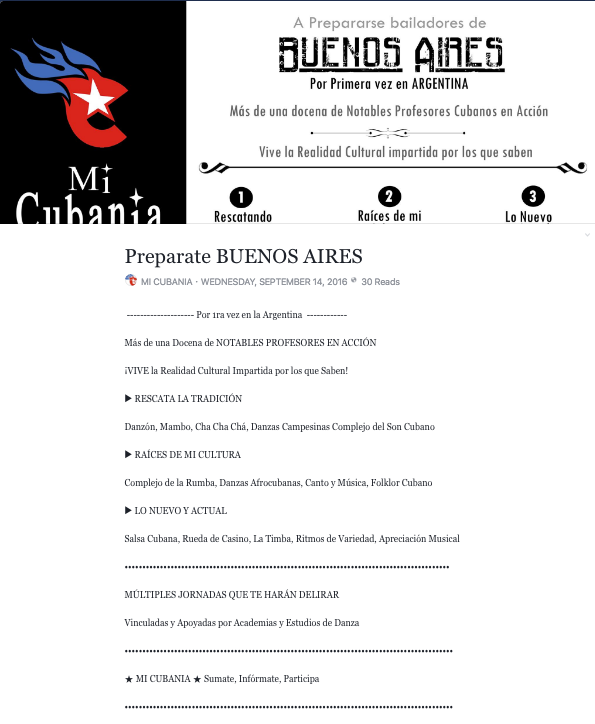 A Prepararse bailadores de
BUENOS AIRES
Por Primera vez en ARGENTINA
Más de una docena de Notables Profesores Cubanos en Acción
Vive la Realidad Cultural impartida por los que saben
1 2 3
Rescatando Raíces de mi Lo Nuevo
Mi
Cubania
Preparate BUENOS AIRES
MI CUBANIA · WEDNESDAY, SEPTEMBER 14, 2016 30 Reads
-------------------- Por 1ra vez en la Argentina ------------
Más de una Docena de NOTABLES PROFESORES EN ACCIÓN
¡VIVE la Realidad Cultural Impartida por los que Saben!
▶ RESCATA LA TRADICIÓN
Danzón, Mambo, Cha Cha Chá, Danzas Campesinas Complejo del Son Cubano
▶ RAÍCES DE MI CULTURA
Complejo de la Rumba, Danzas Afrocubanas, Canto y Música, Folklor Cubano
▶ LO NUEVO Y ACTUAL
Salsa Cubana, Rueda de Casino, La Timba, Ritmos de Variedad, Apreciación Musical
MÚLTIPLES JORNADAS QUE TE HARÁN DELIRAR
Vinculadas y Apoyadas por Academias y Estudios de Danza
★ MI CUBANIA ★ Sumate, Infórmate, Participa